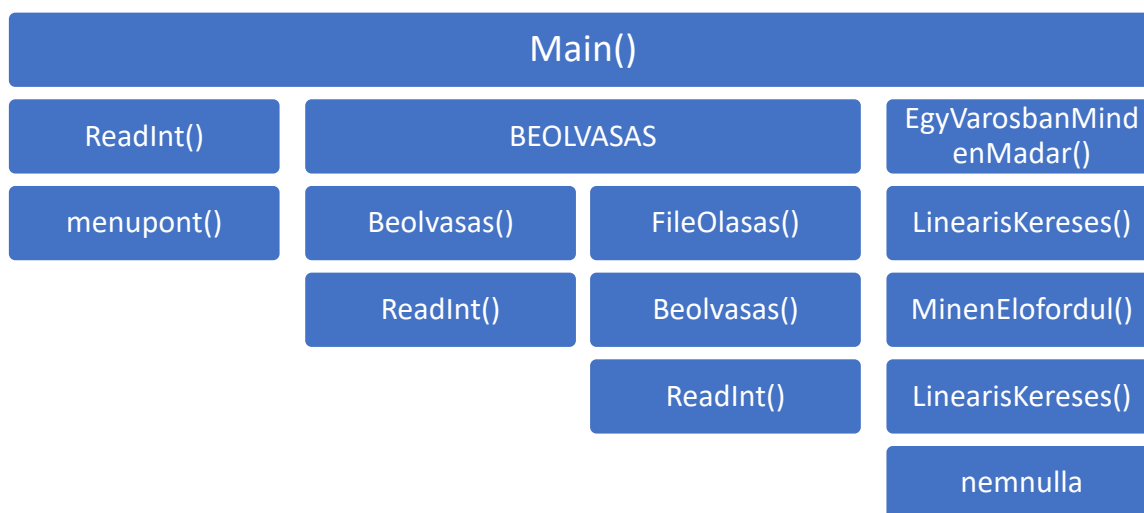 Main()
ReadInt()
BEOLVASAS
EgyVarosbanMind
enMadar()
menupont()
Beolvasas()
FileOlasas()
LinearisKereses()
ReadInt()
Beolvasas()
MinenElofordul()
ReadInt()
LinearisKereses()
nemnulla